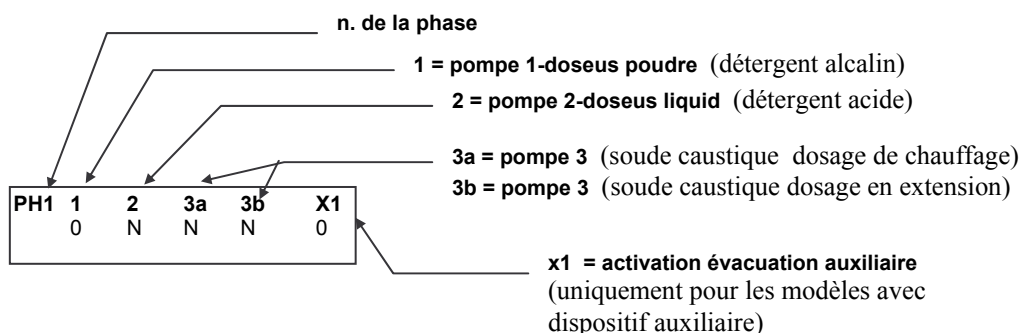 n. de la phase
1 = pompe 1-doseus poudre (détergent alcalin)
2 = pompe 2-doseus liquid (détergent acide)
3a = pompe 3 (soude caustique dosage de chauffage)
3b = pompe 3 (soude caustique dosage en extension)
PH1 1 2 3a 3b X1
0 N N N 0
x1 = activation évacuation auxiliaire
(uniquement pour les modèles avec
dispositif auxiliaire)